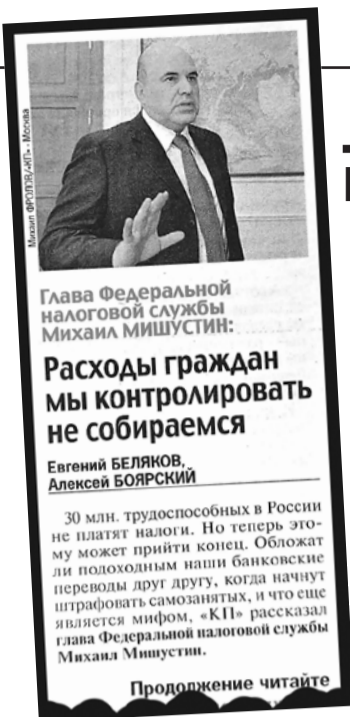 Михаил ФРОЛОВ/«КП» - Москва
Глава Федеральной
налоговой службы
Михаил МИШУСТИН:
Расходы граждан
мы контролировать
не собираемся
Евгений БЕЛЯКОВ,
Алексей БОЯРСКИЙ
30 млн. трудоспособных в России
не платят налоги. Но теперь это-
му может прийти конец. Обложат
ли подоходным наши банковские
переводы друг другу, когда начнут
штрафовать самозанятых, и что еще
является мифом, «КП» рассказал
глава Федеральной налоговой службы
Михаил Мишустин.
Продолжение читайте